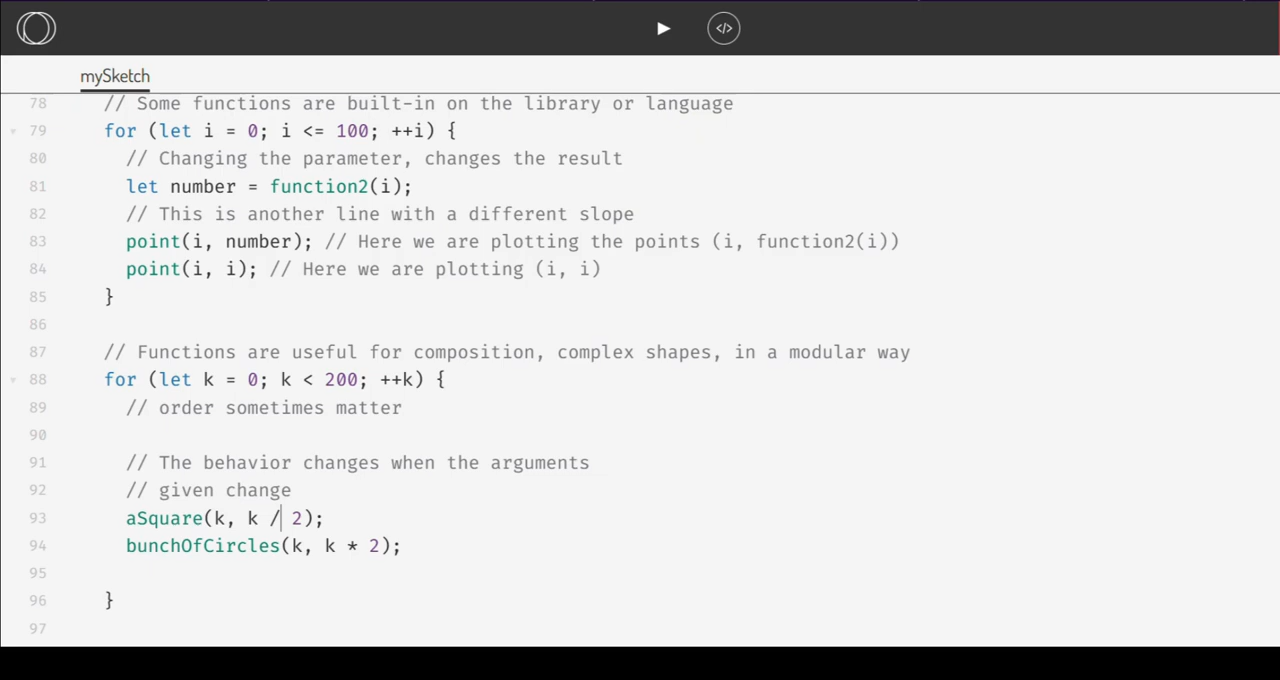 mySketch
78 // Some functions are built-in on the library or language
79 for (let i = 0; i <= 100; ++i) {
80 // Changing the parameter, changes the result
81 let number = function2(i);
82 // This is another line with a different slope
83 point(i, number); // Here we are plotting the points (i, function2(i))
84 point(i, i); // Here we are plotting (i, i)
85 }
86
87 // Functions are useful for composition, complex shapes, in a modular way
88 for (let k = 0; k < 200; ++k) {
89 // order sometimes matter
90
91 // The behavior changes when the arguments
92 // given change
93 aSquare(k, k / 2);
94 bunchOfCircles(k, k * 2);
95
96 }
97